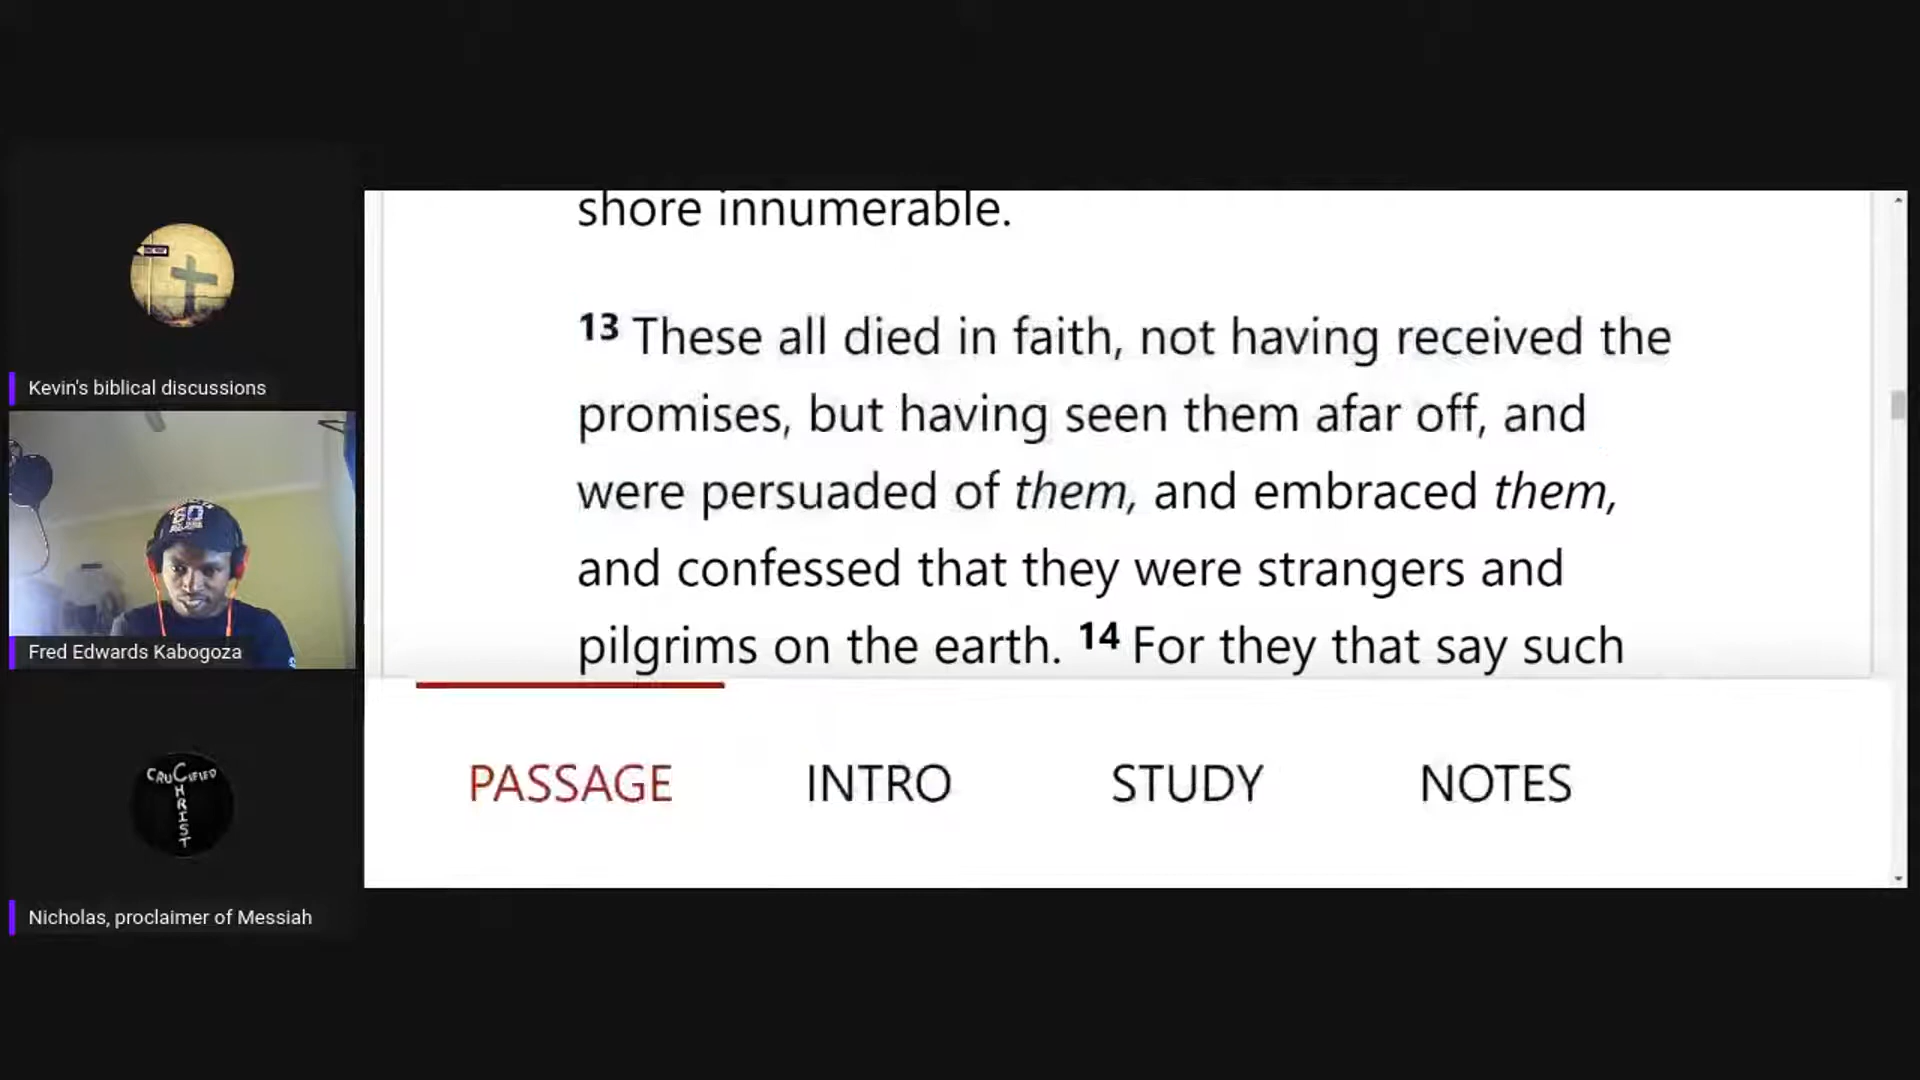 Kevin's biblical discussions
60
Fred Edwards Kabogoza
CRUCIFIED
CHRIST
Nicholas, proclaimer of Messiah
shore innumerable.
13 These all died in faith, not having received the
promises, but having seen them afar off, and
were persuaded of them, and embraced them,
and confessed that they were strangers and
pilgrims on the earth. 14 For they that say such
PASSAGE INTRO STUDY NOTES